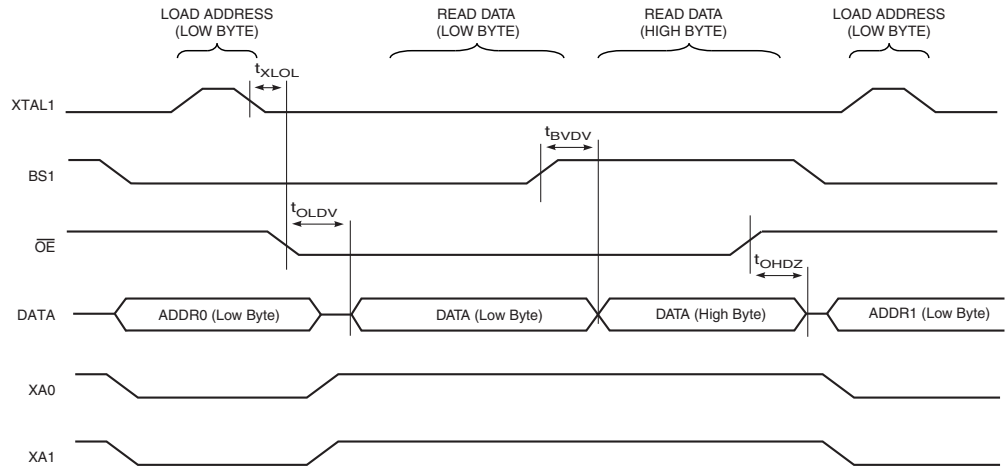 LOAD ADDRESS
(LOW BYTE)
READ DATA
(LOW BYTE)
READ DATA
(HIGH BYTE)
LOAD ADDRESS
(LOW BYTE)
tXLOL
XTAL1
tBVDV
BS1
tOLDV
OE
tOHDZ
DATA
ADDR0 (Low Byte)
DATA (Low Byte)
DATA (High Byte)
ADDR1 (Low Byte)
XA0
XA1